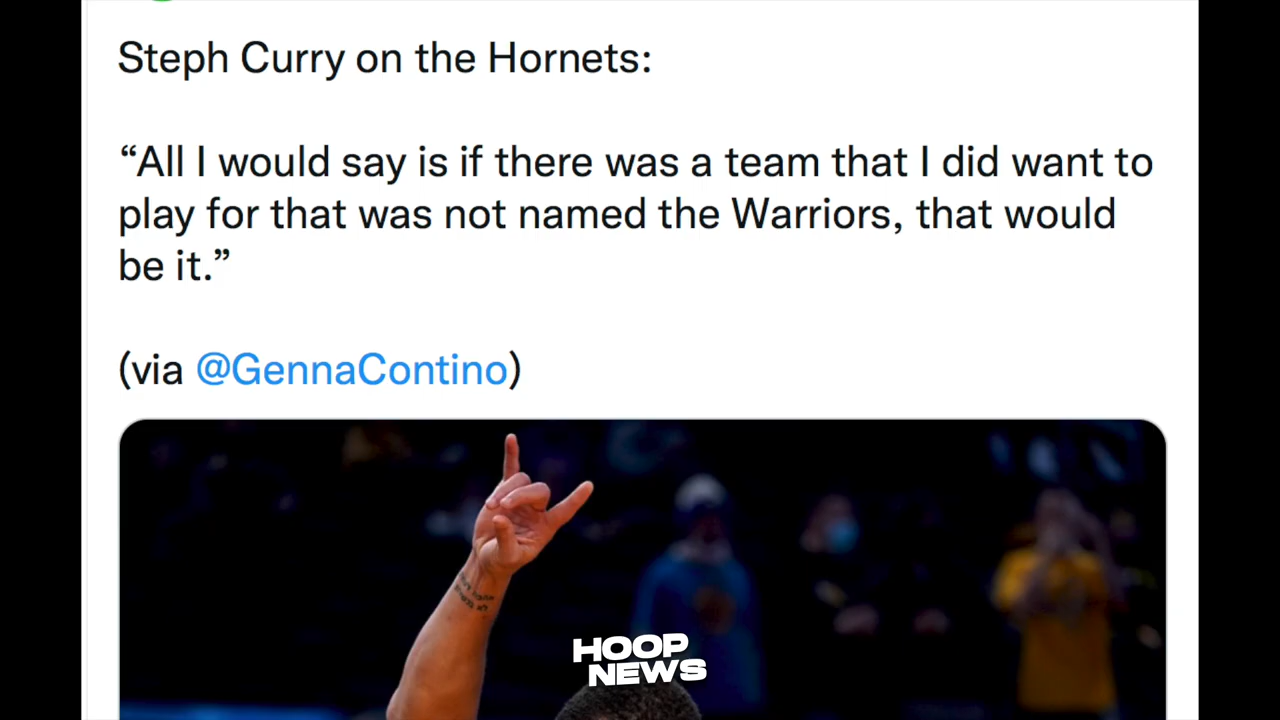 Steph Curry on the Hornets:
“All I would say is if there was a team that I did want to
play for that was not named the Warriors, that would
be it.”
(via @GennaContino)
HOOP
NEWS